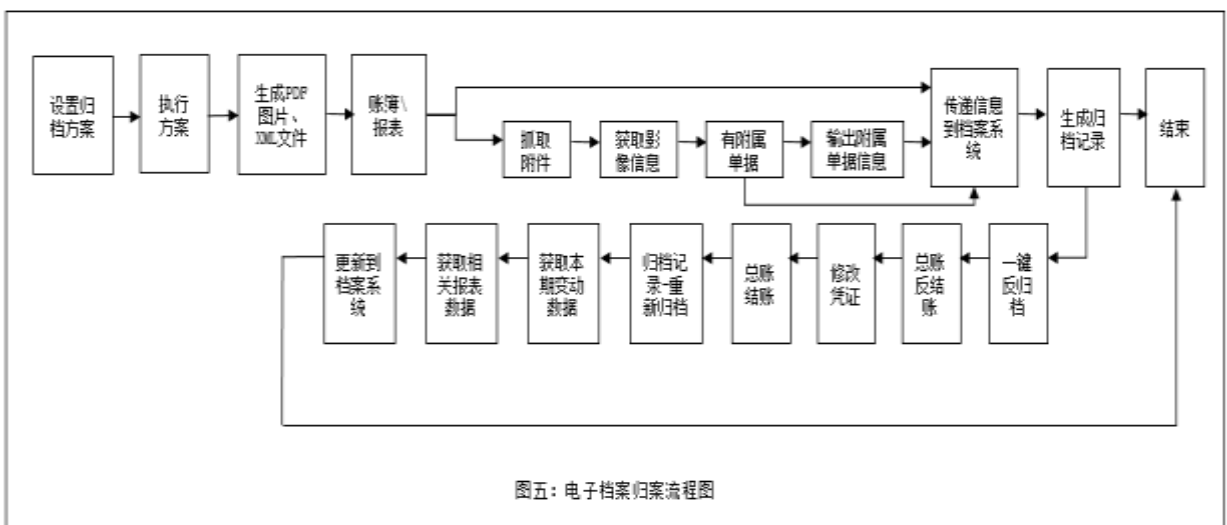 设置归
档方案
执行
方案
生成PDF
图片、
XML文件
账簿\
报表
抓取
附件
获取影
像信息
有附属
单据
输出附属
单据信息
传递信息
到档案系
统
生成归
档记录
结束
更新到
档案系
统
获取相
关报表
数据
获取本
期变动
数据
归档记
录-重
新归档
总账
结账
修改
凭证
总账
反结
账
一键
反归
档
图五：电子档案归案流程图